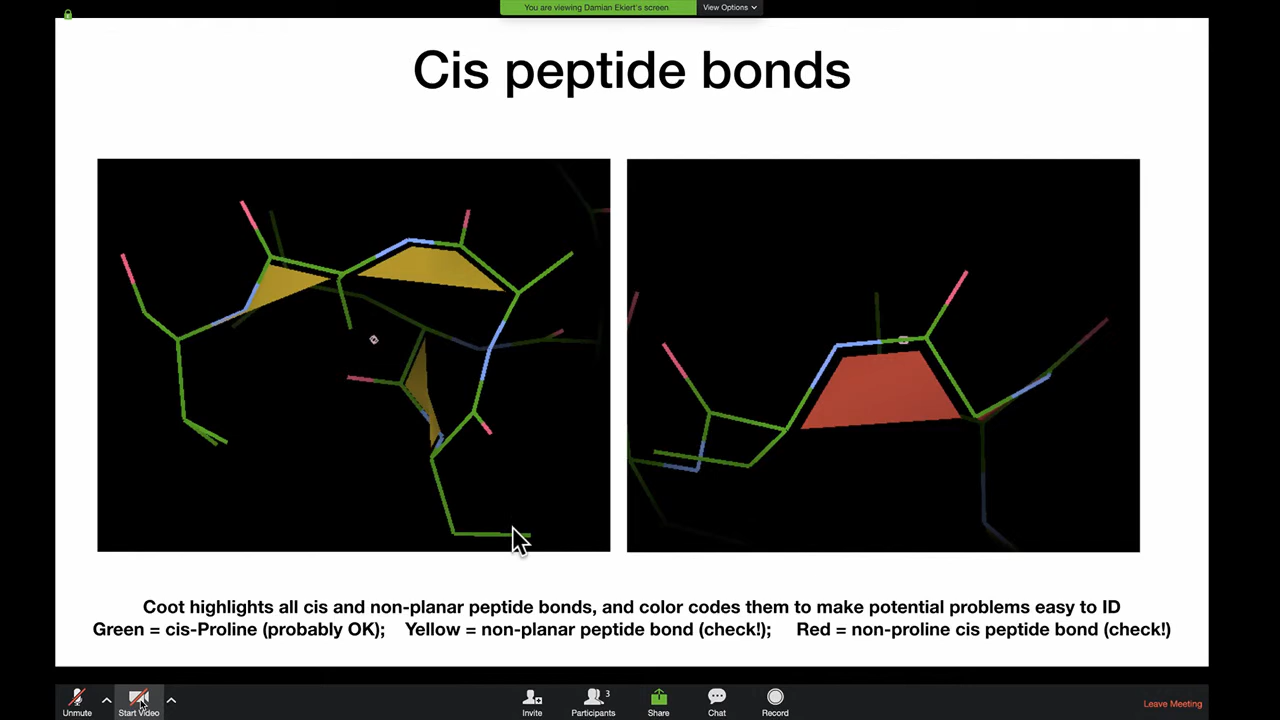 You are viewing Damian Ekiert's screen
View Options
Cis peptide bonds
Coot highlights all cis and non-planar peptide bonds, and color codes them to make potential problems easy to ID
Green = cis-Proline (probably OK); Yellow = non-planar peptide bond (check!); Red = non-proline cis peptide bond (check!)
Unmute
Start Video
Invite
Participants
3
Share
Chat
Record
Leave Meeting